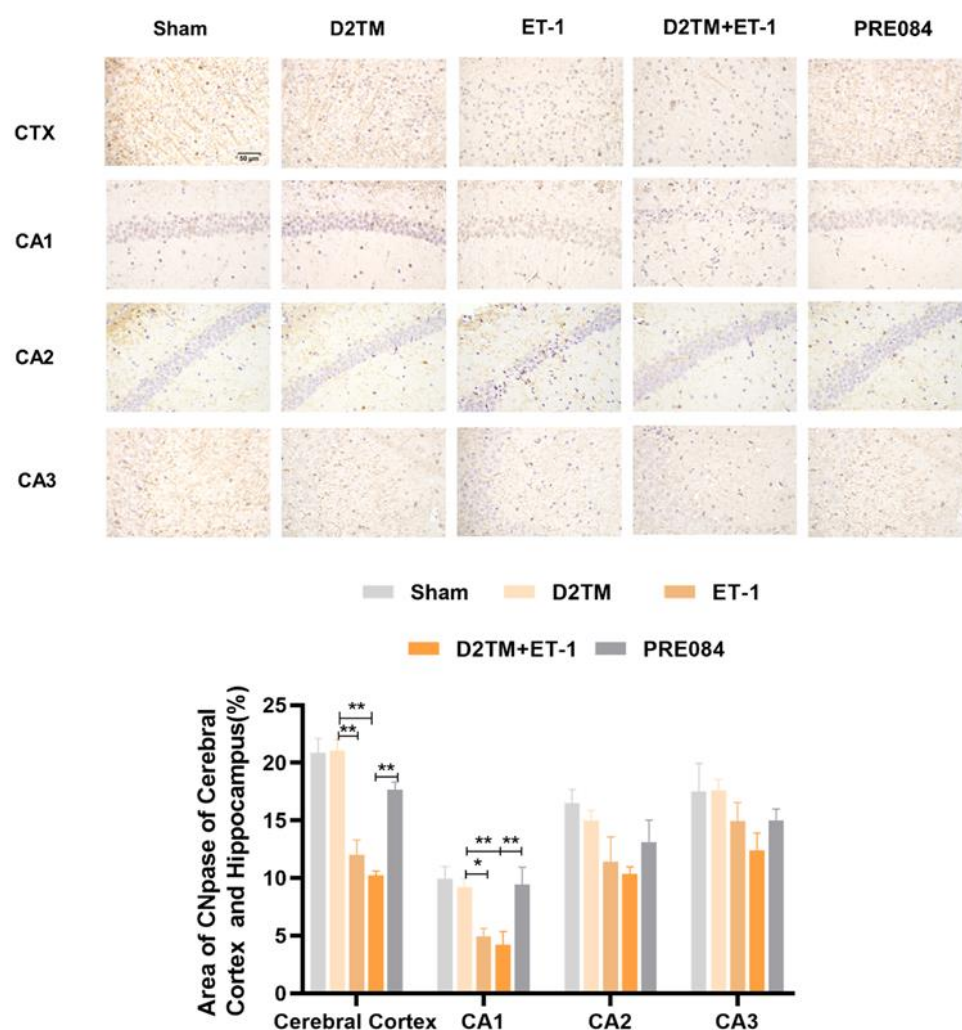 Sham D2TM ET-1 D2TM+ET-1 PRE084
CTX
50 μm
CA1
CA2
CA3
Sham D2TM ET-1
D2TM+ET-1 PRE084
Area of CNpase of Cerebral
Cortex and Hippocampus(%)
25
20
15
10
5
0
**
**
**
** **
*
Cerebral Cortex CA1 CA2 CA3